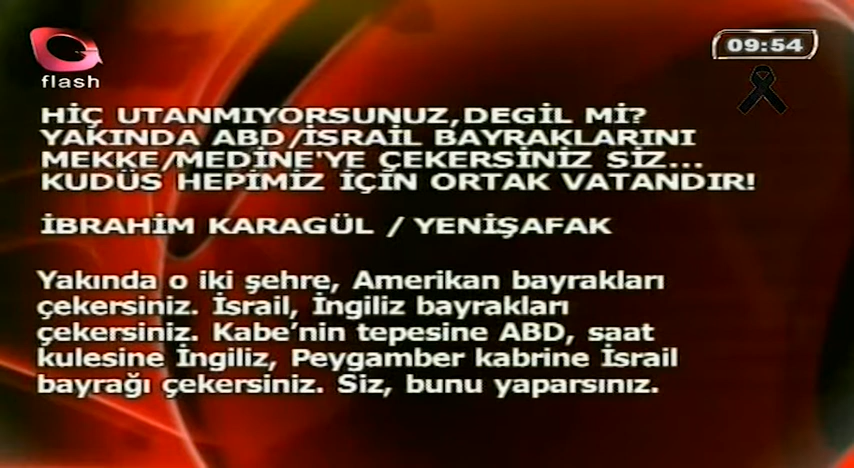 flash
09:54
HİÇ UTANMIYORSUNUZ,DEGİL Mİ?
YAKINDA ABD/İSRAİL BAYRAKLARINI
MEKKE/MEDİNE'YE ÇEKERSİNİZ SİZ....
KUDÜS HEPİMİZ İÇİN ORTAK VATANDIR!
İBRAHİM KARAGÜL / YENİŞAFAK
Yakında o iki şehre, Amerikan bayrakları
çekersiniz. İsrail, İngiliz bayrakları
çekersiniz. Kabe’nin tepesine ABD, saat
kulesine İngiliz, Peygamber kabrine İsrail
bayrağı çekersiniz. Siz, bunu yaparsınız.